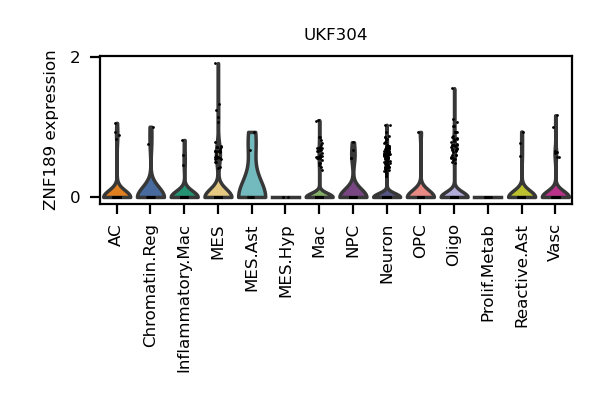 UKF304
ZNF189 expression
2
0
AC
Chromatin.Reg
Inflammatory.Mac
MES
MES.Ast
MES.Hyp
Mac
NPC
Neuron
OPC
Oligo
Prolif.Metab
Reactive.Ast
Vasc